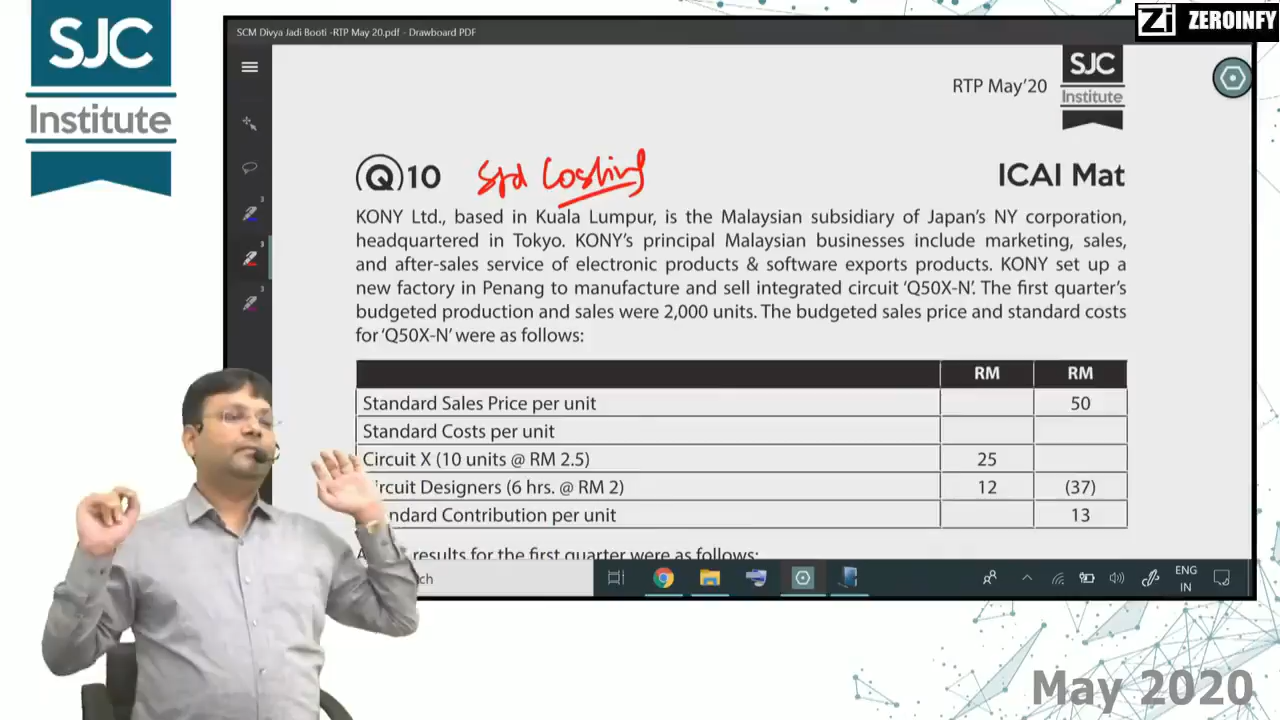 SJC
Institute
ZEROINFY
SCM Divya Jadi Booti -RTP May 20.pdf - Drawboard PDF
RTP May'20
SJC
Institute
Q 10 Std Costing
ICAI Mat
KONY Ltd., based in Kuala Lumpur, is the Malaysian subsidiary of Japan's NY corporation,
headquartered in Tokyo. KONY's principal Malaysian businesses include marketing, sales,
and after-sales service of electronic products & software exports products. KONY set up a
new factory in Penang to manufacture and sell integrated circuit 'Q50X-N'. The first quarter's
budgeted production and sales were 2,000 units. The budgeted sales price and standard costs
for 'Q50X-N' were as follows:
RM RM
Standard Sales Price per unit 50
Standard Costs per unit
Circuit X (10 units @ RM 2.5) 25
ircuit Designers (6 hrs. @ RM 2) 12 (37)
ndard Contribution per unit 13
results for the first quarter were as follows:
ch
ENG
IN
May 2020